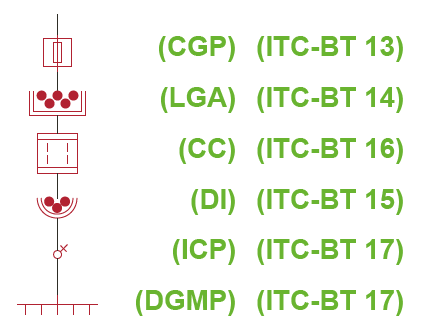 (CGP) (ITC-BT 13)
(LGA) (ITC-BT 14)
(CC) (ITC-BT 16)
(DI) (ITC-BT 15)
(ICP) (ITC-BT 17)
(DGMP) (ITC-BT 17)